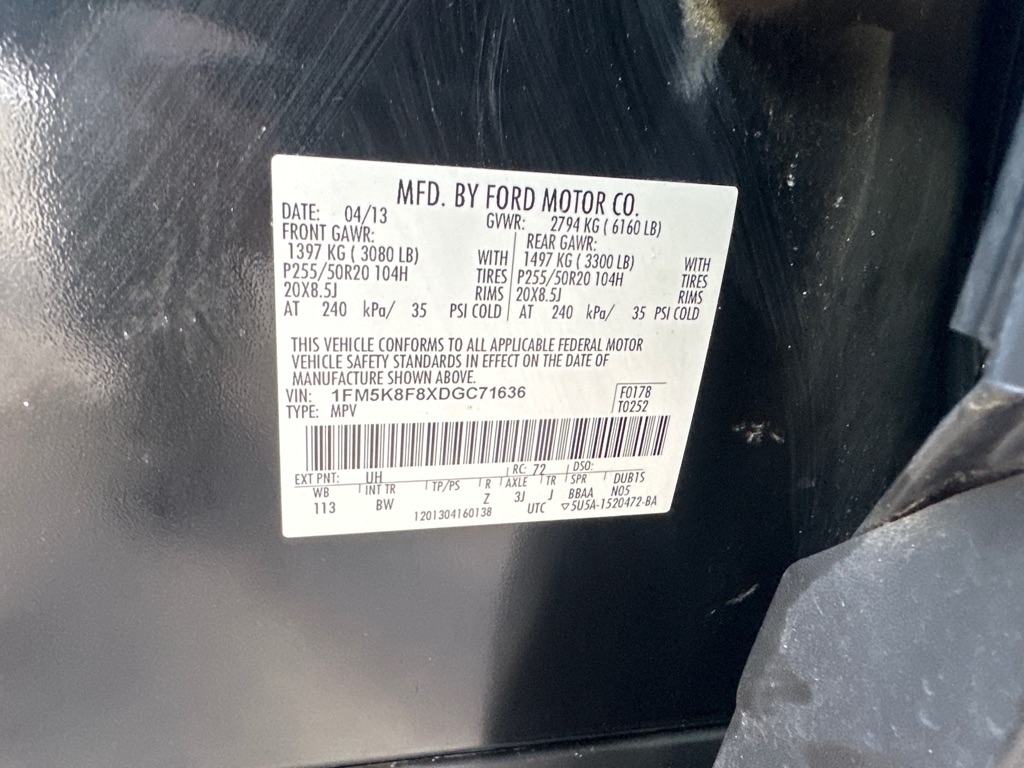 MFD. BY FORD MOTOR CO.
DATE: 04/13 GVWR: 2794 KG ( 6160 LB)
FRONT GAWR: REAR GAWR:
1397 KG ( 3080 LB) WITH 1497 KG ( 3300 LB) WITH
P255/50R20 104H TIRES P255/50R20 104H TIRES
20X8.5J RIMS 20X8.5J RIMS
AT 240 kPa/ 35 PSI COLD AT 240 kPa/ 35 PSI COLD
THIS VEHICLE CONFORMS TO ALL APPLICABLE FEDERAL MOTOR
VEHICLE SAFETY STANDARDS IN EFFECT ON THE DATE OF
MANUFACTURE SHOWN ABOVE.
VIN: 1FM5K8F8XDGC71636 F0178
TYPE: MPV T0252
EXT PNT: UH RC: 72 DSO:
WB INT TR TP/PS R AXLE TR SPR DUB1S
113 BW Z 3J J BBAA N05
1201304160138 UTC ▽5U5A-1520472-BA